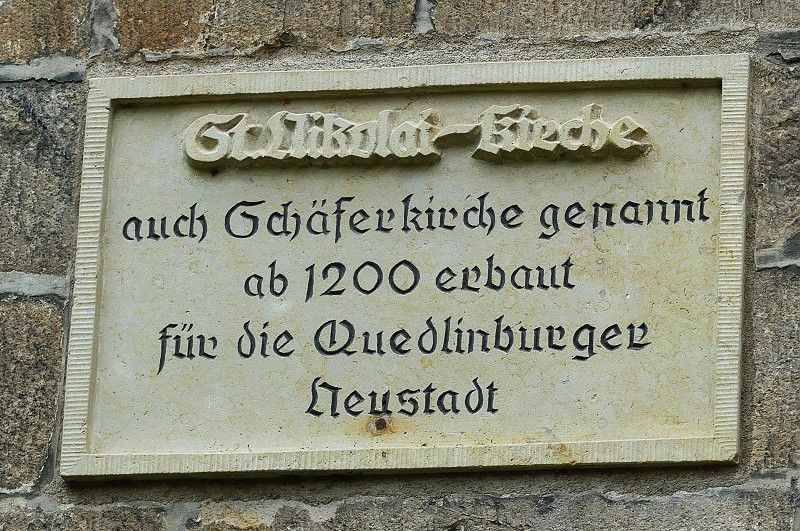 St. Nikolai-Kirche
auch Schäferkirche genannt
ab 1200 erbaut
für die Quedlinburger
Neustadt